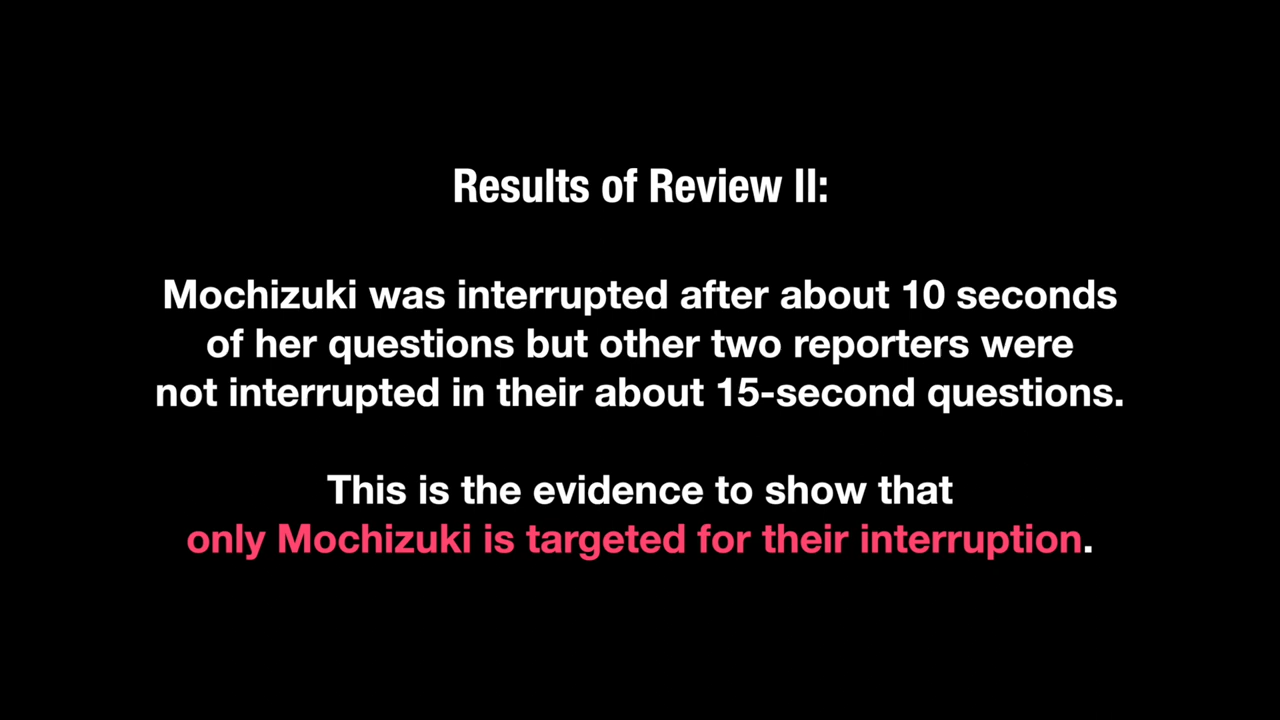 Results of Review II:
Mochizuki was interrupted after about 10 seconds
of her questions but other two reporters were
not interrupted in their about 15-second questions.
This is the evidence to show that
only Mochizuki is targeted for their interruption.